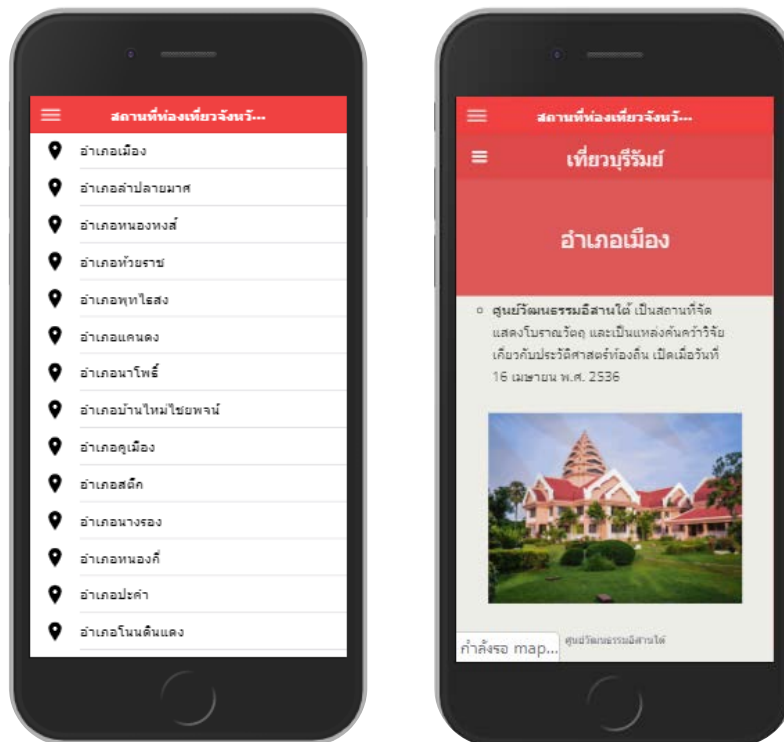 สถานที่ท่องเที่ยวจังหวั...
อำเภอเมือง
อำเภอลำปลายมาศ
อำเภอหนองหงส์
อำเภอห้วยราช
อำเภอพุทไธสง
อำเภอแคนดง
อำเภอนาโพธิ์
อำเภอบ้านใหม่ไชยพจน์
อำเภอคูเมือง
อำเภอสตึก
อำเภอนางรอง
อำเภอหนองกี่
อำเภอปะคำ
อำเภอโนนดินแดง
สถานที่ท่องเที่ยวจังหวั...
เที่ยวบุรีรัมย์
อำเภอเมือง
ศูนย์วัฒนธรรมอีสานใต้ เป็นสถานที่จัด
แสดงโบราณวัตถุ และเป็นแหล่งค้นคว้าวิจัย
เกี่ยวกับประวัติศาสตร์ท้องถิ่น เปิดเมื่อวันที่
16 เมษายน พ.ศ. 2536
ศูนย์วัฒนธรรมอีสานใต้
กำลังรอ map...